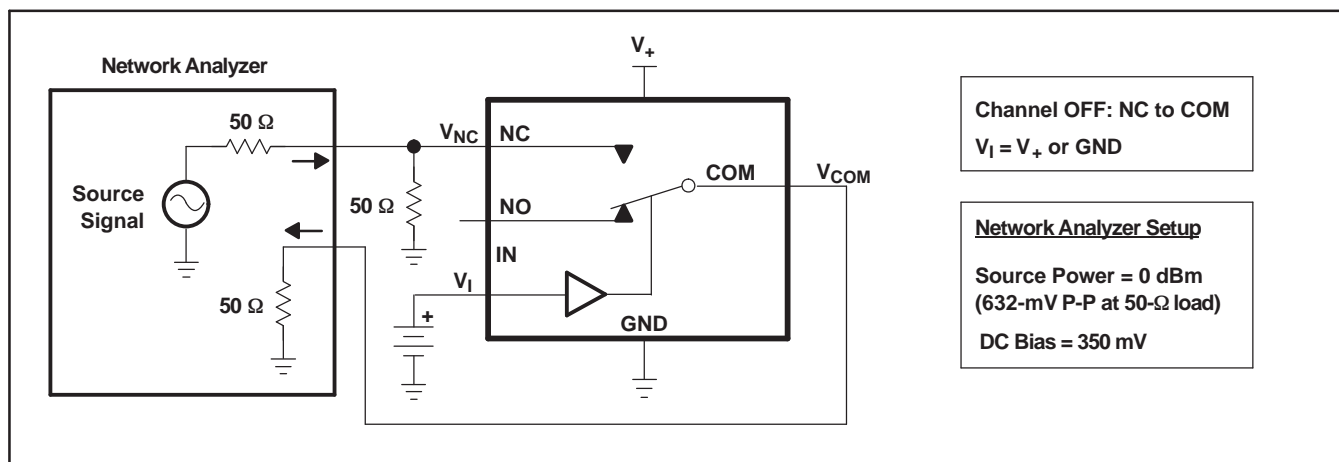 Network Analyzer
50 Ω
Source
Signal
50 Ω
50 Ω
V+
VNC
NC
NO
IN
VI
+
COM
VCOM
GND
Channel OFF: NC to COM
VI = V+ or GND
Network Analyzer Setup
Source Power = 0 dBm
(632-mV P-P at 50-Ω load)
DC Bias = 350 mV